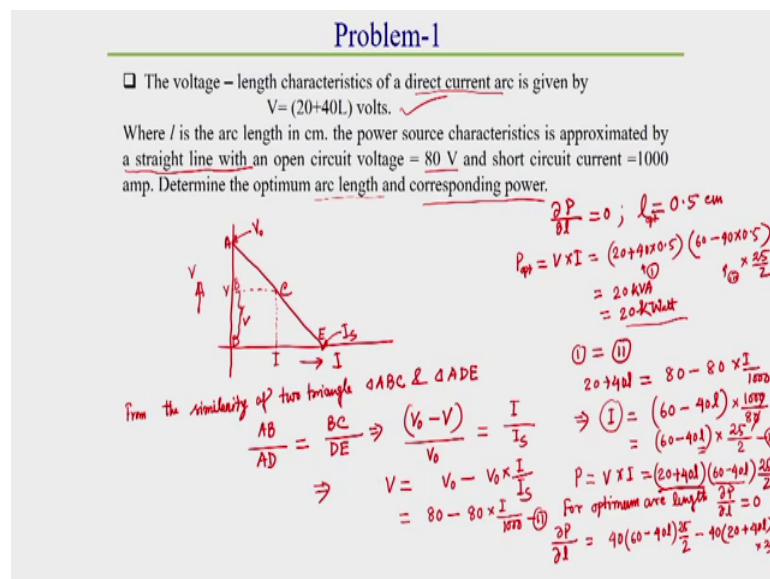 Problem-1
❑ The voltage – length characteristics of a direct current arc is given by
V= (20+40L) volts.
Where l is the arc length in cm. the power source characteristics is approximated by
a straight line with an open circuit voltage = 80 V and short circuit current =1000
amp. Determine the optimum arc length and corresponding power.
∂P/∂l = 0 ; l_opt = 0.5 cm
P_opt = V × I = (20+40×0.5) (60-40×0.5) × 25/2
= 20 KVA
= 20 k Watt
A V₀
V B C
V
D I E I_s
→ I
① = ⑪
20+40l = 80 - 80 × I/1000
⇒ I = (60-40l) × 1000/80
= (60-40l) × 25/2
From the similarity of two triangle ΔABC & ΔADE
AB/AD = BC/DE ⇒ (V₀-V)/V₀ = I/I_s
⇒ V = V₀ - V₀ × I/I_s
= 80 - 80 × I/1000 - ⑪
P = V × I = (20+40l) (60-40l) 25/2
For optimum arc length ∂P/∂l = 0
∂P/∂l = 40(60-40l) 25/2 - 40(20+40l)